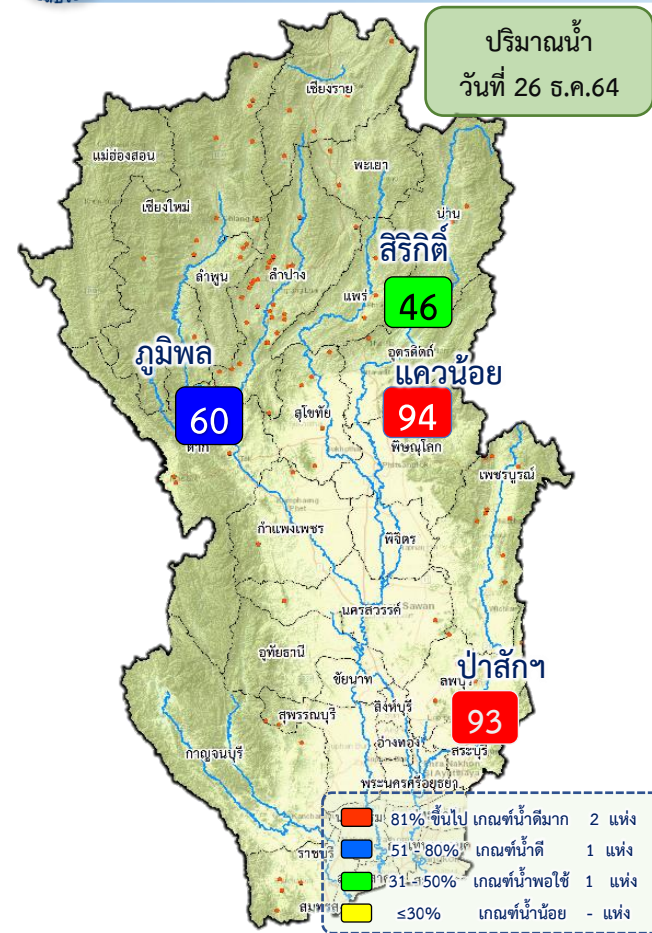 ปริมาณน้ำ
วันที่ 26 ธ.ค.64
เชียงราย
แม่ฮ่องสอน
พะเยา
เชียงใหม่
น่าน
สิริกิติ์
ลำพูน
ลำปาง
แพร่
46
ภูมิพล
อุตรดิตถ์
แควน้อย
60
สุโขทัย
94
ตาก
พิษณุโลก
เพชรบูรณ์
กำแพงเพชร
พิจิตร
นครสวรรค์
Sawan
อุทัยธานี
ป่าสักฯ
ชัยนาท
ลพบุรี
สิงห์บุรี
สุพรรณบุรี
93
อ่างทอง
กาญจนบุรี
สระบุรี
พระนครศรีอยุธยา
81% ขึ้นไป เกณฑ์น้ำดีมาก 2 แห่ง
51 - 80% เกณฑ์น้ำดี 1 แห่ง
ราชบุรี
31 - 50% เกณฑ์น้ำพอใช้ 1 แห่ง
≤30% เกณฑ์น้ำน้อย - แห่ง